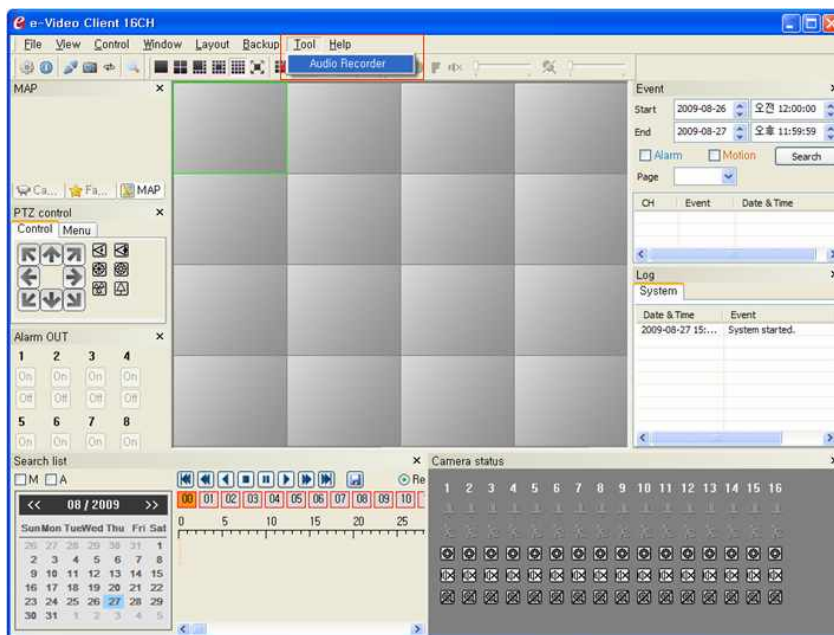 e-Video Client 16CH
File View Control Window Layout Backup Tool Help
Audio Recorder
MAP
Ca... Fa... MAP
PTZ control
Control Menu
Alarm OUT
1 2 3 4
On On On On
Off Off Off Off
5 6 7 8
On On On On
Event
Start 2009-08-26 오전 12:00:00
End 2009-08-27 오후 11:59:59
Alarm Motion Search
Page
CH Event Date & Time
Log
System
Date & Time Event
2009-08-27 15:... System started.
Search list
M A
<< 08 / 2009 >>
Sun Mon Tue Wed Thu Fri Sat
26 27 28 29 30 31 1
2 3 4 5 6 7 8
9 10 11 12 13 14 15
16 17 18 19 20 21 22
23 24 25 26 27 28 29
30 31 1 2 3 4 5
Re
00 01 02 03 04 05 06 07 08 09 10
0 5 10 15 20 25
Camera status
1 2 3 4 5 6 7 8 9 10 11 12 13 14 15 16